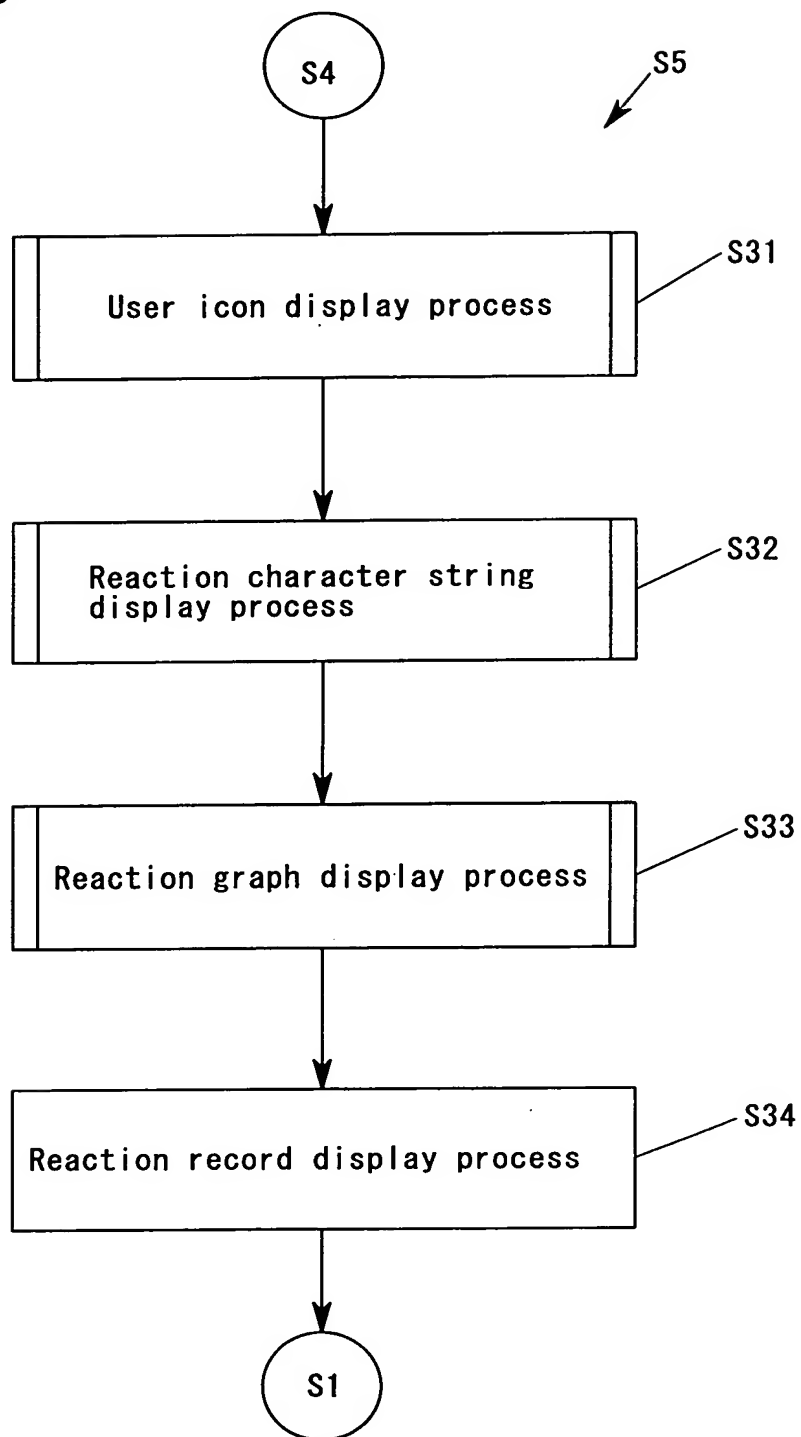 S4
S5
User icon display process
S31
Reaction character string
display process
S32
Reaction graph display process
S33
Reaction record display process
S34
S1